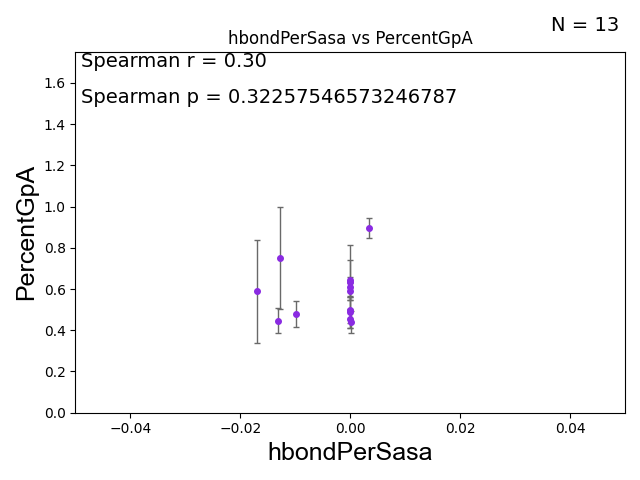 N = 13
hbondPerSasa vs PercentGpA
Spearman r = 0.30
Spearman p = 0.32257546573246787
1.6
1.4
1.2
1.0
0.8
0.6
0.4
0.2
0.0
PercentGpA
−0.04 −0.02 0.00 0.02 0.04
hbondPerSasa